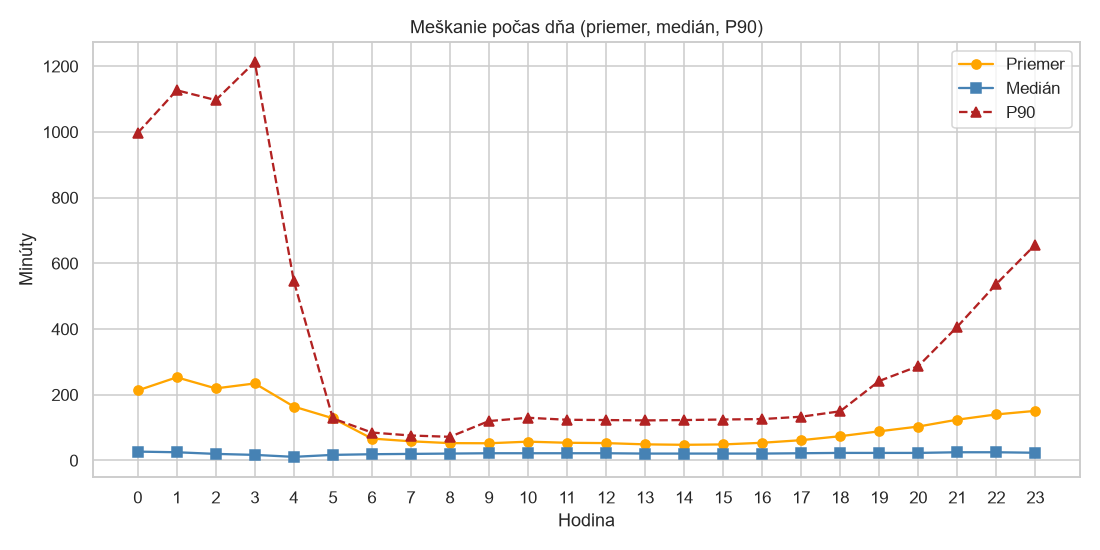 Meškanie počas dňa (priemer, medián, P90)
Priemer
Medián
P90
Minúty
1200
1000
800
600
400
200
0
0 1 2 3 4 5 6 7 8 9 10 11 12 13 14 15 16 17 18 19 20 21 22 23
Hodina